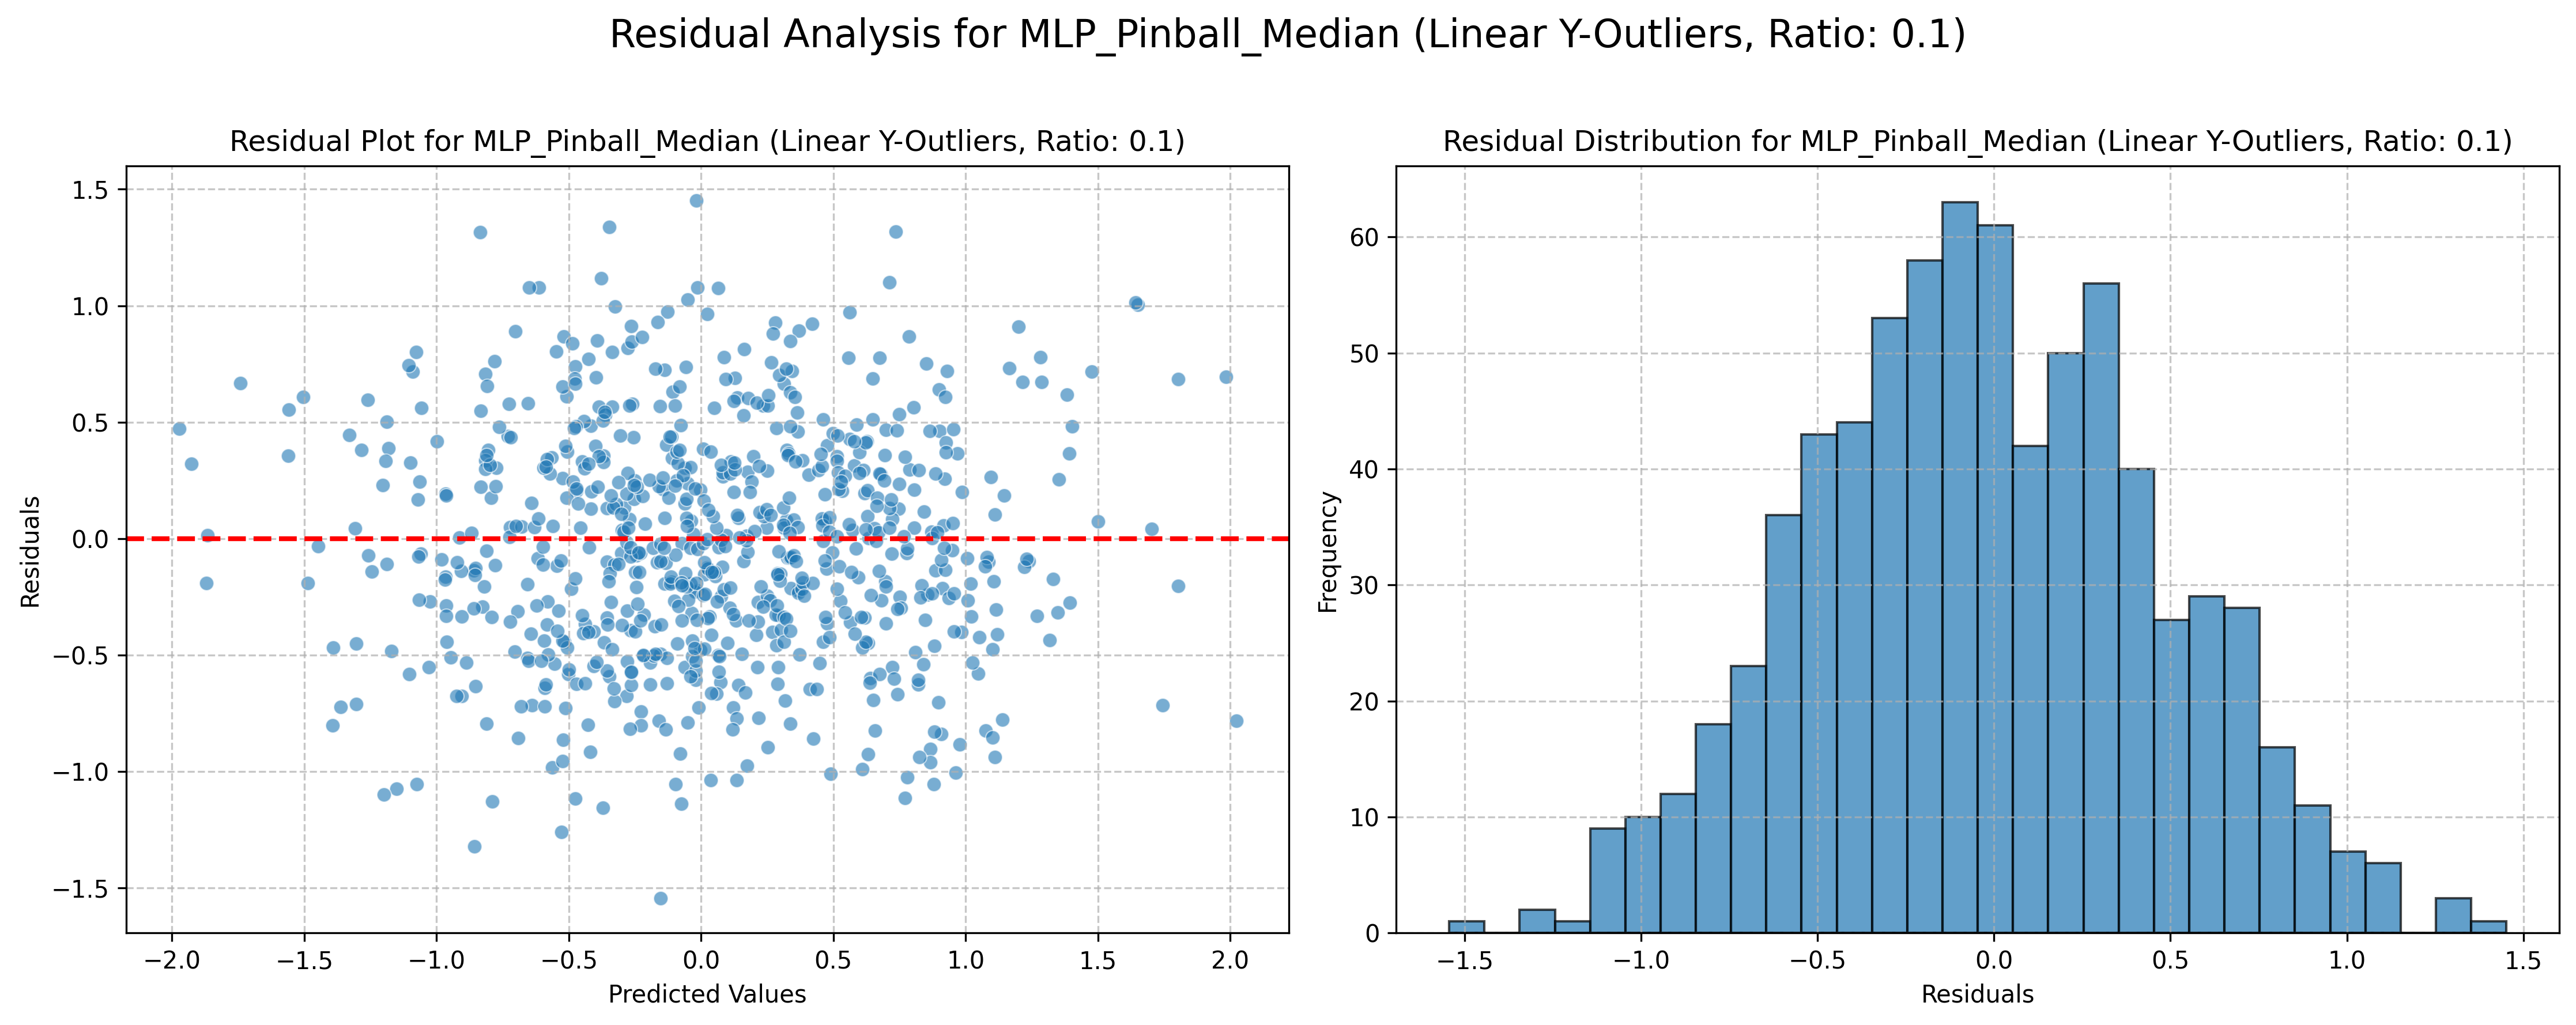 Residual Analysis for MLP_Pinball_Median (Linear Y-Outliers, Ratio: 0.1)
Residual Plot for MLP_Pinball_Median (Linear Y-Outliers, Ratio: 0.1)
1.5
1.0
0.5
0.0
−0.5
−1.0
−1.5
Residuals
−2.0 −1.5 −1.0 −0.5 0.0 0.5 1.0 1.5 2.0
Predicted Values
Residual Distribution for MLP_Pinball_Median (Linear Y-Outliers, Ratio: 0.1)
60
50
40
30
20
10
0
Frequency
−1.5 −1.0 −0.5 0.0 0.5 1.0 1.5
Residuals